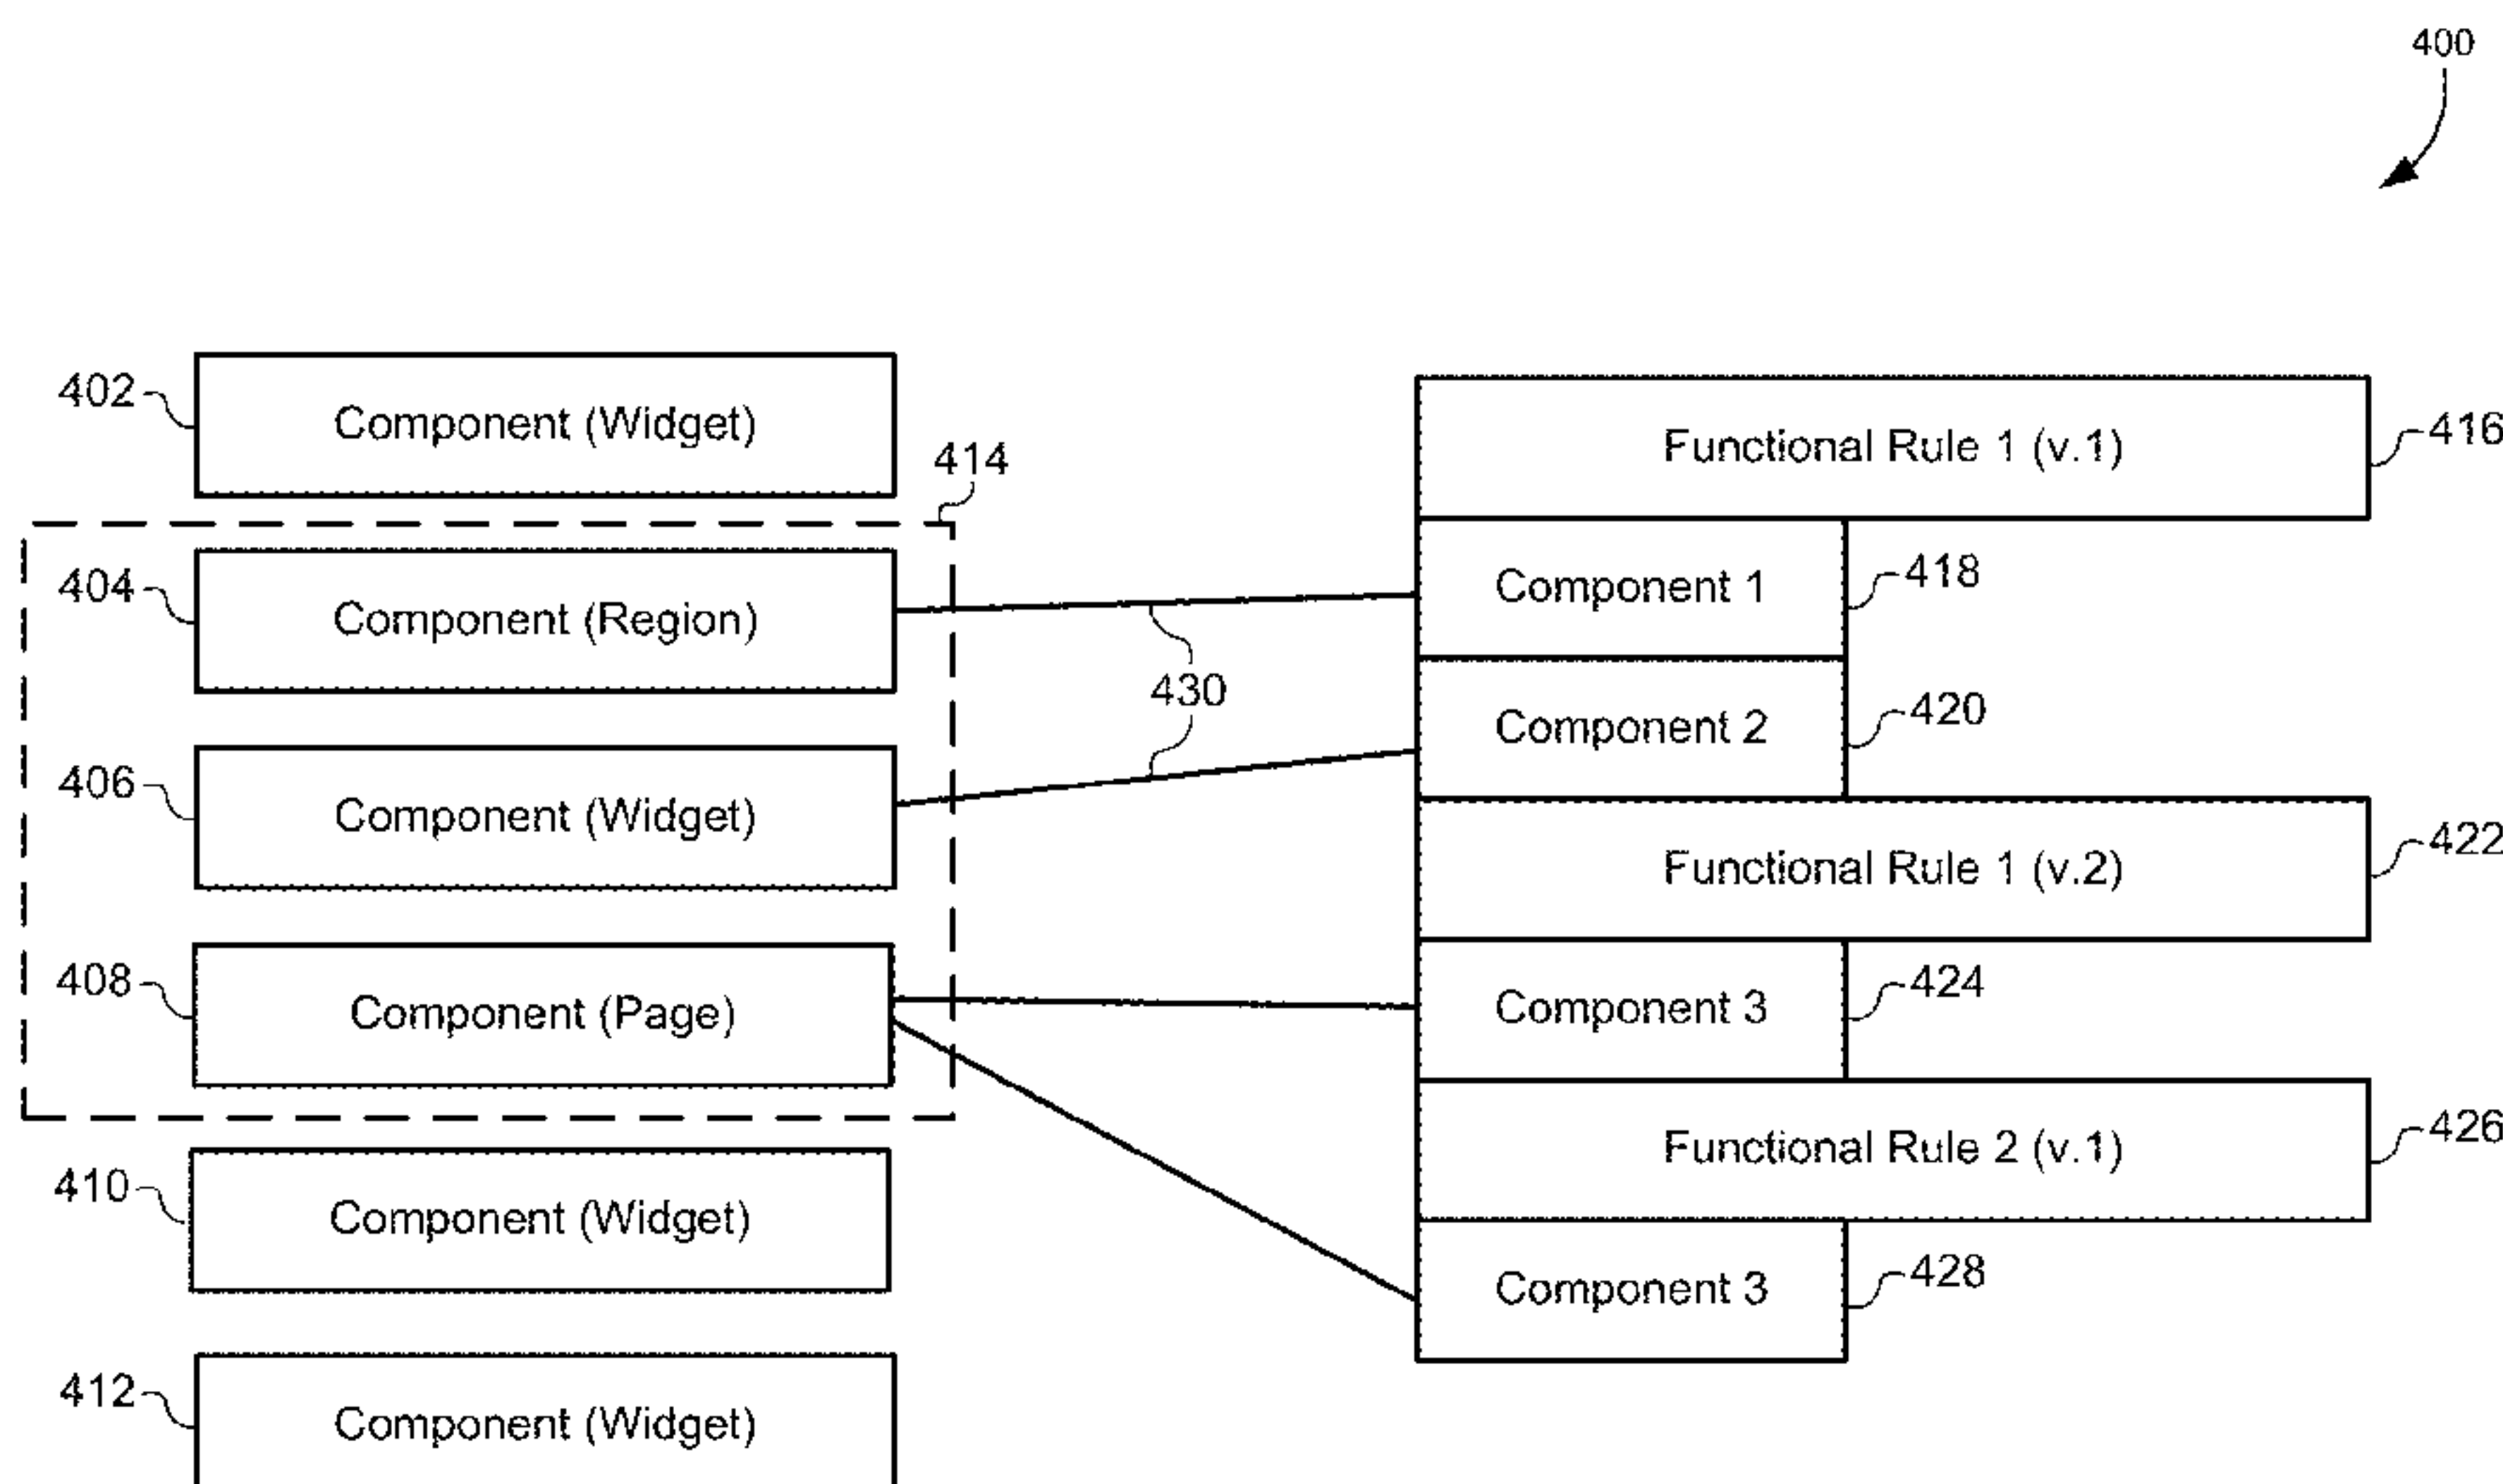 400
402
Component (Widget)
414
Functional Rule 1 (v.1)
416
404
Component (Region)
Component 1
418
430
Component 2
420
406
Component (Widget)
Functional Rule 1 (v.2)
422
408
Component (Page)
Component 3
424
Functional Rule 2 (v.1)
426
410
Component (Widget)
Component 3
428
412
Component (Widget)